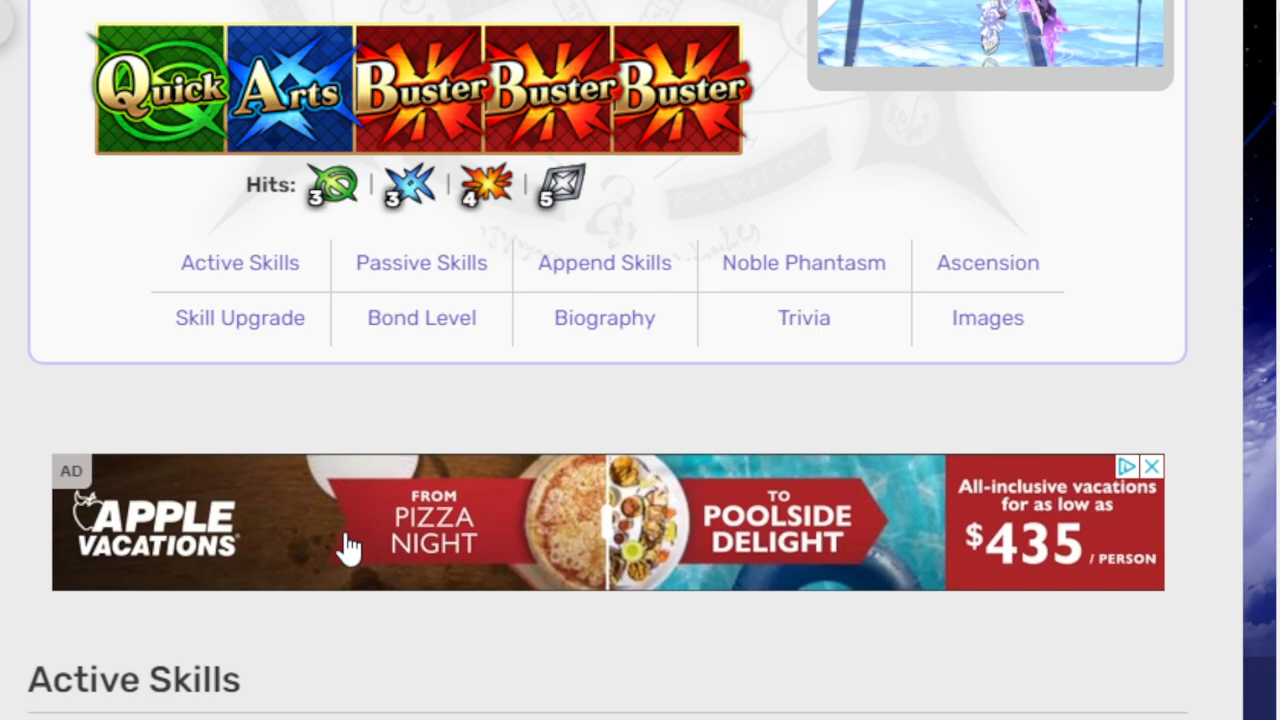 Quick Arts Buster Buster Buster
Hits: 3 | 3 | 4 | 5
Active Skills Passive Skills Append Skills Noble Phantasm Ascension
Skill Upgrade Bond Level Biography Trivia Images
AD
APPLE
VACATIONS
FROM
PIZZA
NIGHT
TO
POOLSIDE
DELIGHT
All-inclusive vacations
for as low as
$435 / PERSON
Active Skills